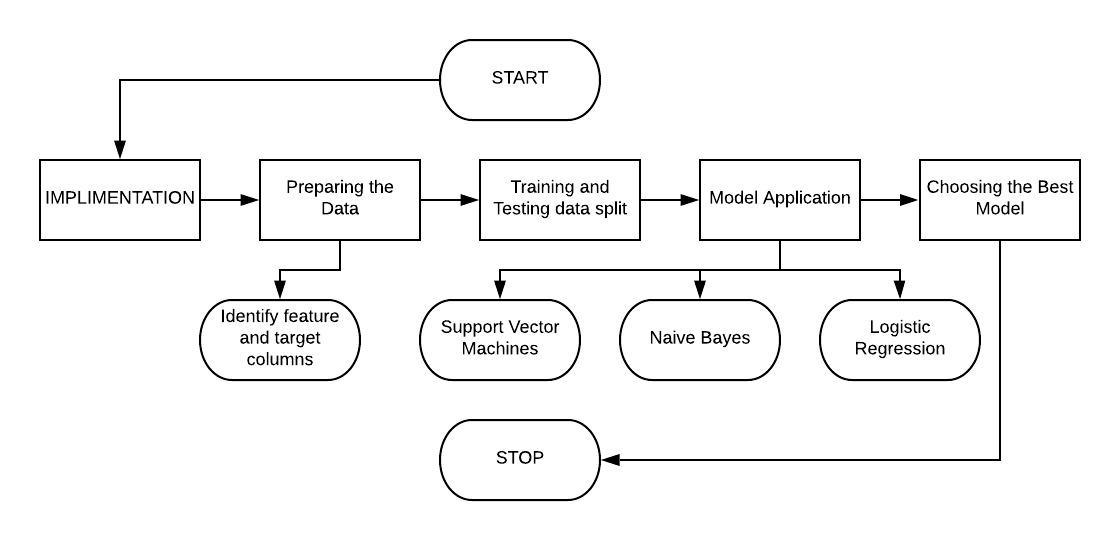 START
IMPLIMENTATION
Preparing the
Data
Training and
Testing data split
Model Application
Choosing the Best
Model
Identify feature
and target
columns
Support Vector
Machines
Naive Bayes
Logistic
Regression
STOP